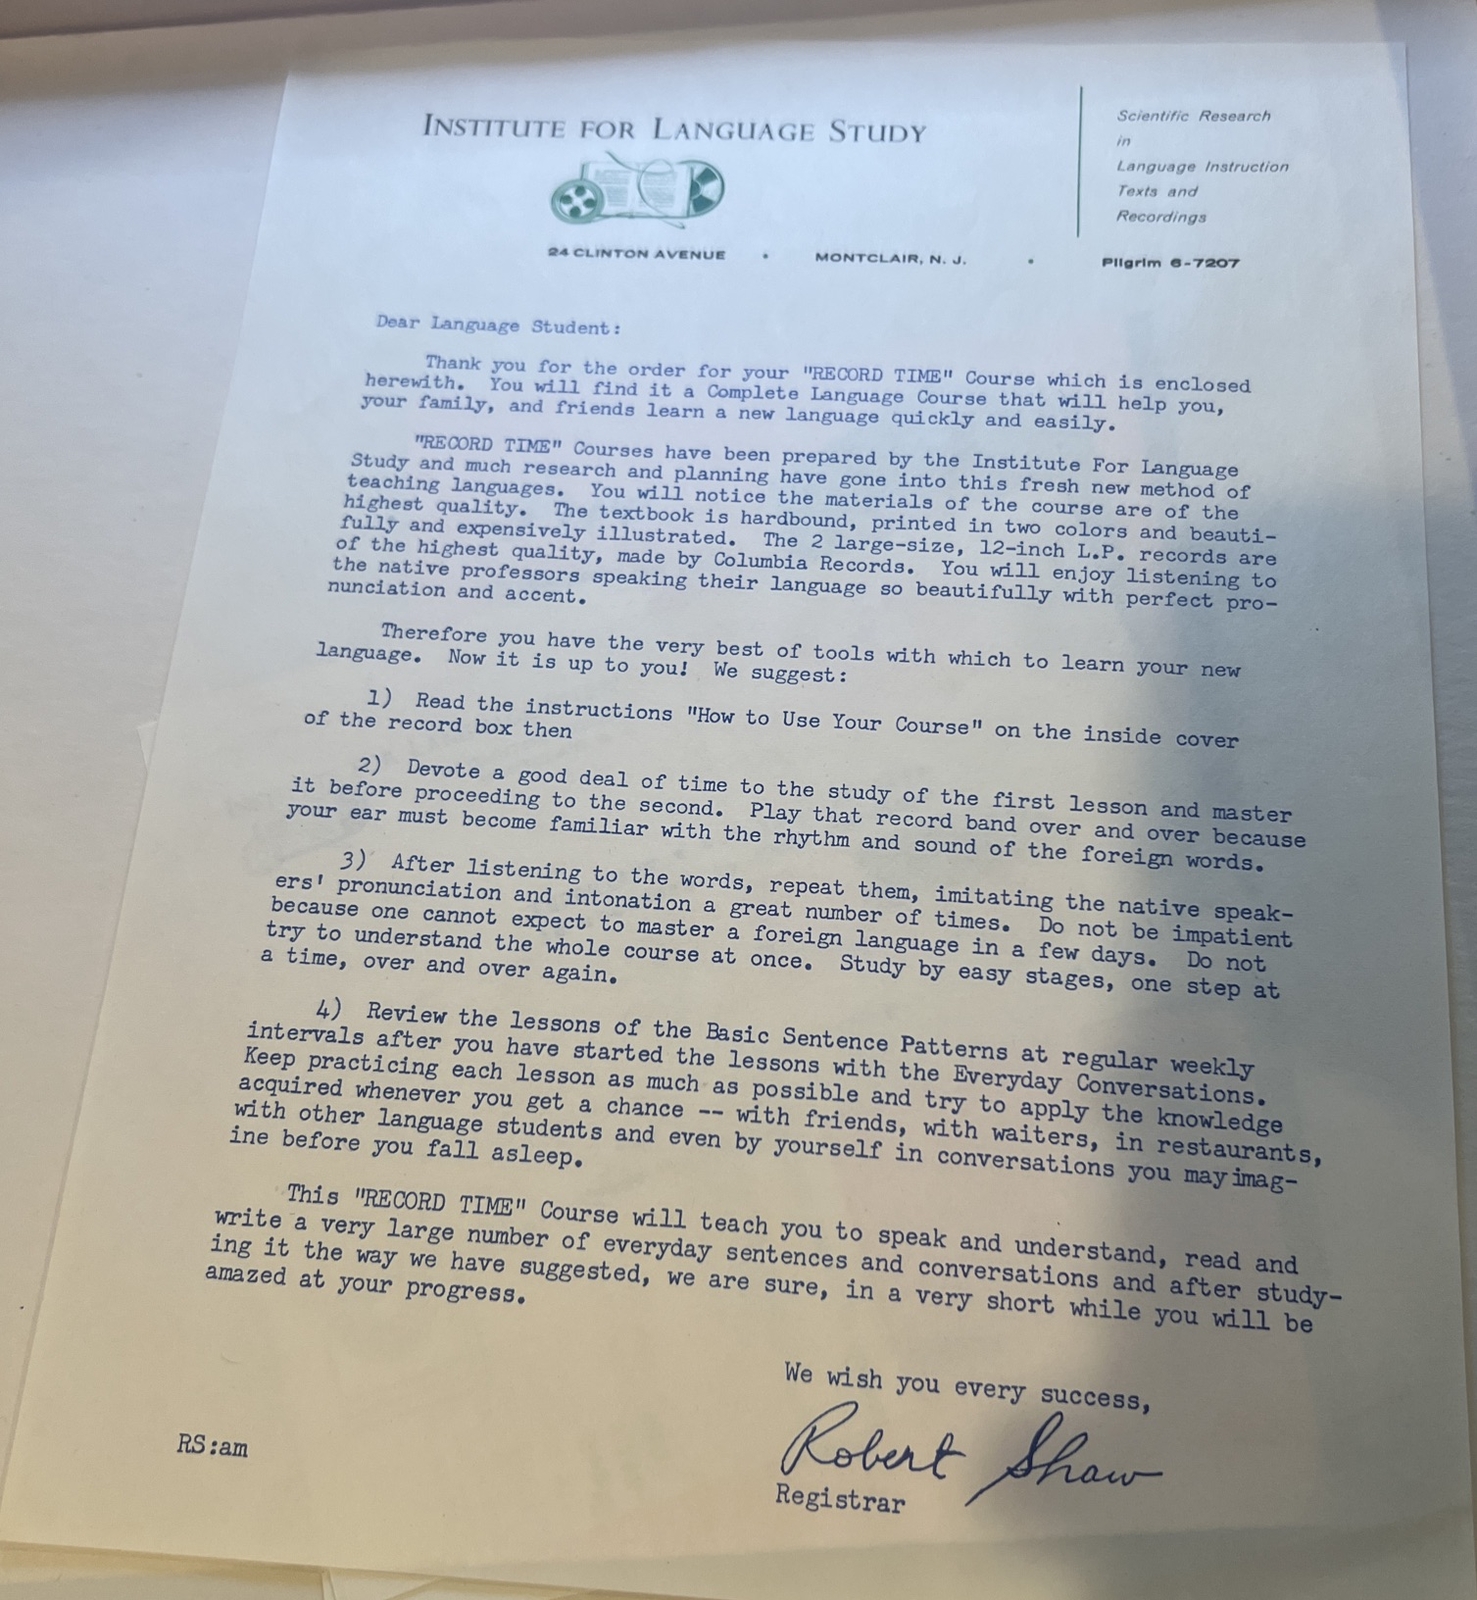 INSTITUTE FOR LANGUAGE STUDY
Scientific Research
in
Language Instruction
Texts and
Recordings
24 CLINTON AVENUE • MONTCLAIR, N. J. • Pilgrim 6-7207
Dear Language Student:
Thank you for the order for your "RECORD TIME" Course which is enclosed
herewith. You will find it a Complete Language Course that will help you,
your family, and friends learn a new language quickly and easily.
"RECORD TIME" Courses have been prepared by the Institute For Language
Study and much research and planning have gone into this fresh new method of
teaching languages. You will notice the materials of the course are of the
highest quality. The textbook is hardbound, printed in two colors and beauti-
fully and expensively illustrated. The 2 large-size, 12-inch L.P. records are
of the highest quality, made by Columbia Records. You will enjoy listening to
the native professors speaking their language so beautifully with perfect pro-
nunciation and accent.
Therefore you have the very best of tools with which to learn your new
language. Now it is up to you! We suggest:
1) Read the instructions "How to Use Your Course" on the inside cover
of the record box then
2) Devote a good deal of time to the study of the first lesson and master
it before proceeding to the second. Play that record band over and over because
your ear must become familiar with the rhythm and sound of the foreign words.
3) After listening to the words, repeat them, imitating the native speak-
ers' pronunciation and intonation a great number of times. Do not be impatient
because one cannot expect to master a foreign language in a few days. Do not
try to understand the whole course at once. Study by easy stages, one step at
a time, over and over again.
4) Review the lessons of the Basic Sentence Patterns at regular weekly
intervals after you have started the lessons with the Everyday Conversations.
Keep practicing each lesson as much as possible and try to apply the knowledge
acquired whenever you get a chance -- with friends, with waiters, in restaurants,
with other language students and even by yourself in conversations you may imag-
ine before you fall asleep.
This "RECORD TIME" Course will teach you to speak and understand, read and
write a very large number of everyday sentences and conversations and after study-
ing it the way we have suggested, we are sure, in a very short while you will be
amazed at your progress.
We wish you every success,
Robert Shaw
RS:am
Registrar